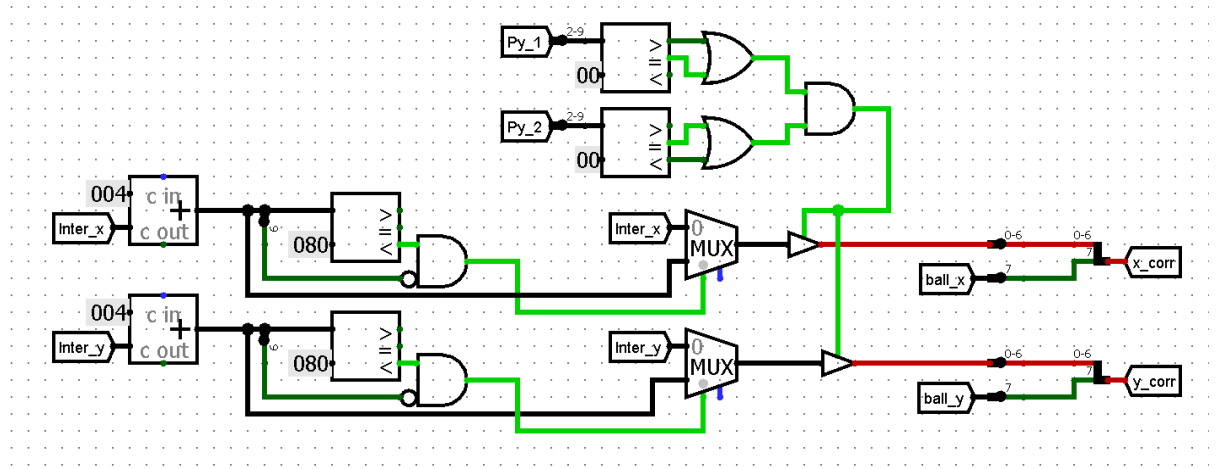 Py_1
2-9
00
> = <
Py_2
2-9
00
> = <
004
c in
+
c out
Inter_x
9
080
> = <
Inter_x
0
MUX
0-6
0-6
7
7
ball_x
x_corr
004
c in
+
c out
Inter_y
9
080
> = <
Inter_y
0
MUX
0-6
0-6
7
7
ball_y
y_corr